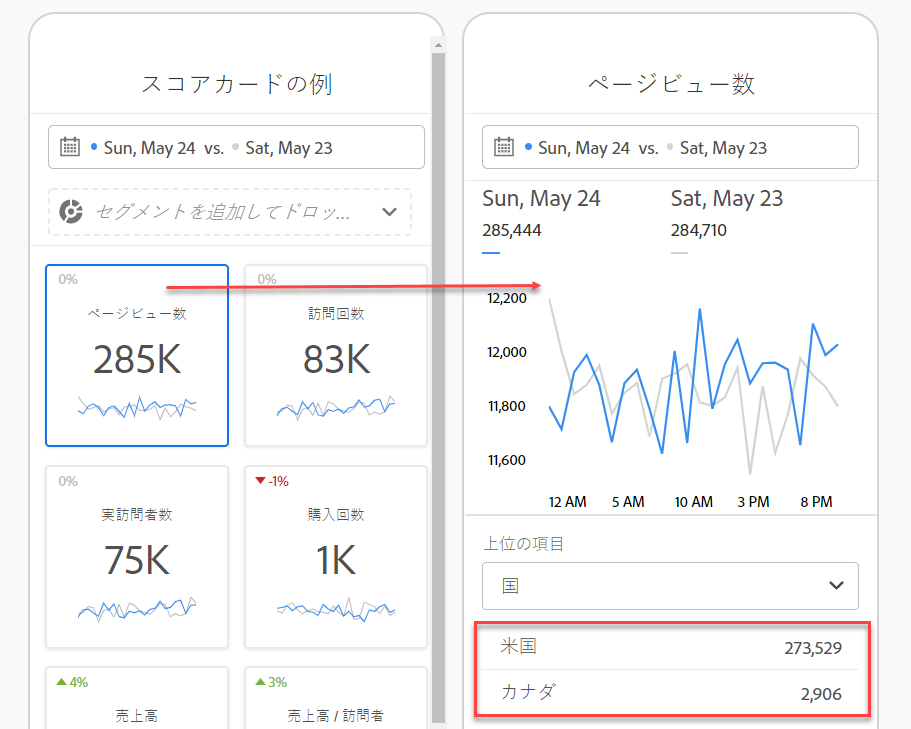 スコアカードの例
Sun, May 24 vs. Sat, May 23
セグメントを追加してドロッ...
0%
ページビュー数
285K
0%
訪問回数
83K
0%
実訪問者数
75K
-1%
購入回数
1K
4%
売上高
3%
売上高 / 訪問者
ページビュー数
Sun, May 24 vs. Sat, May 23
Sun, May 24
285,444
Sat, May 23
284,710
12,200
12,000
11,800
11,600
12 AM 5 AM 10 AM 3 PM 8 PM
上位の項目
国
米国 273,529
カナダ 2,906